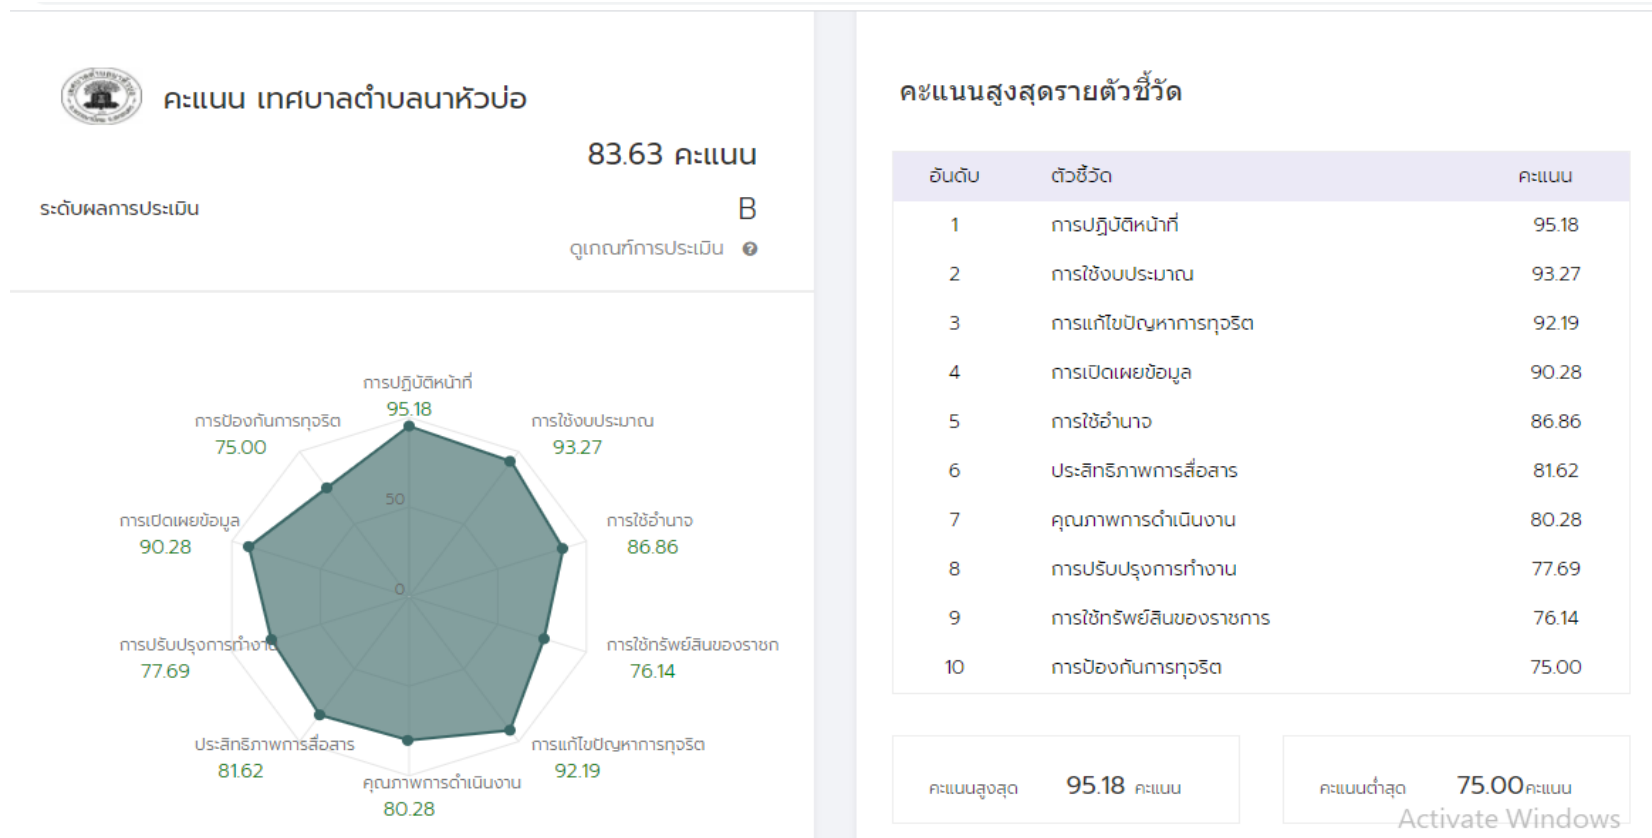 คะแนน เทศบาลตำบลนาหัวบ่อ
83.63 คะแนน
ระดับผลการประเมิน B
ดูเกณฑ์การประเมิน
การปฏิบัติหน้าที่
95.18
การป้องกันการทุจริต
75.00
การใช้งบประมาณ
93.27
50
การเปิดเผยข้อมูล
90.28
การใช้อำนาจ
86.86
0
การปรับปรุงการทำงาน
77.69
การใช้ทรัพย์สินของราชก
76.14
ประสิทธิภาพการสื่อสาร
81.62
การแก้ไขปัญหาการทุจริต
92.19
คุณภาพการดำเนินงาน
80.28
คะแนนสูงสุดรายตัวชี้วัด
อันดับ ตัวชี้วัด คะแนน
1 การปฏิบัติหน้าที่ 95.18
2 การใช้งบประมาณ 93.27
3 การแก้ไขปัญหาการทุจริต 92.19
4 การเปิดเผยข้อมูล 90.28
5 การใช้อำนาจ 86.86
6 ประสิทธิภาพการสื่อสาร 81.62
7 คุณภาพการดำเนินงาน 80.28
8 การปรับปรุงการทำงาน 77.69
9 การใช้ทรัพย์สินของราชการ 76.14
10 การป้องกันการทุจริต 75.00
คะแนนสูงสุด 95.18 คะแนน
คะแนนต่ำสุด 75.00 คะแนน
Activate Windows